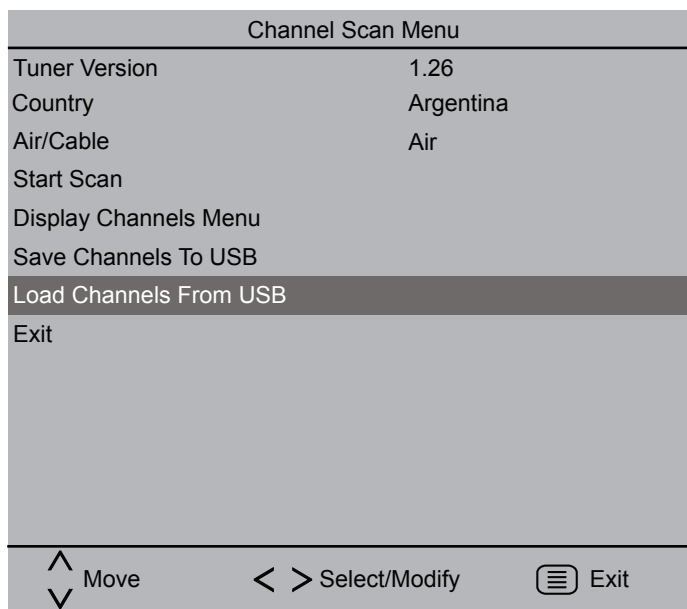 Channel Scan Menu
Tuner Version 1.26
Country Argentina
Air/Cable Air
Start Scan
Display Channels Menu
Save Channels To USB
Load Channels From USB
Exit
Move Select/Modify Exit